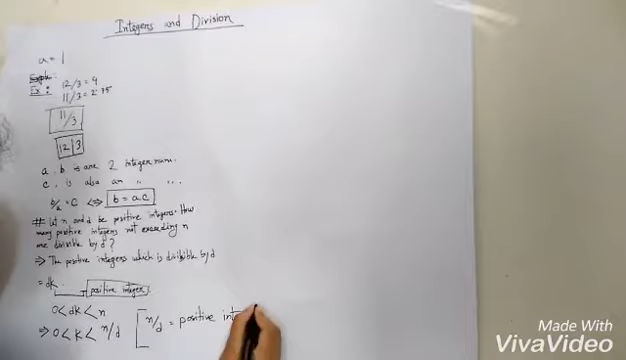 Integers and Division
a = 1
Ex :
12/3 = 4
11/3 = 2.75
11/3
12 3
a, b is are 2 integer num.
c, is also an " "
b/a = c <=> b = ac
# Let n and d be positive integers. How
many positive integers not exceeding n
are divisible by d?
=> The positive integers which is divisible by d
= dk
positive integer
0 < dk < n
=> 0 < k < n/d
n/d = positive int
Made With
VivaVideo